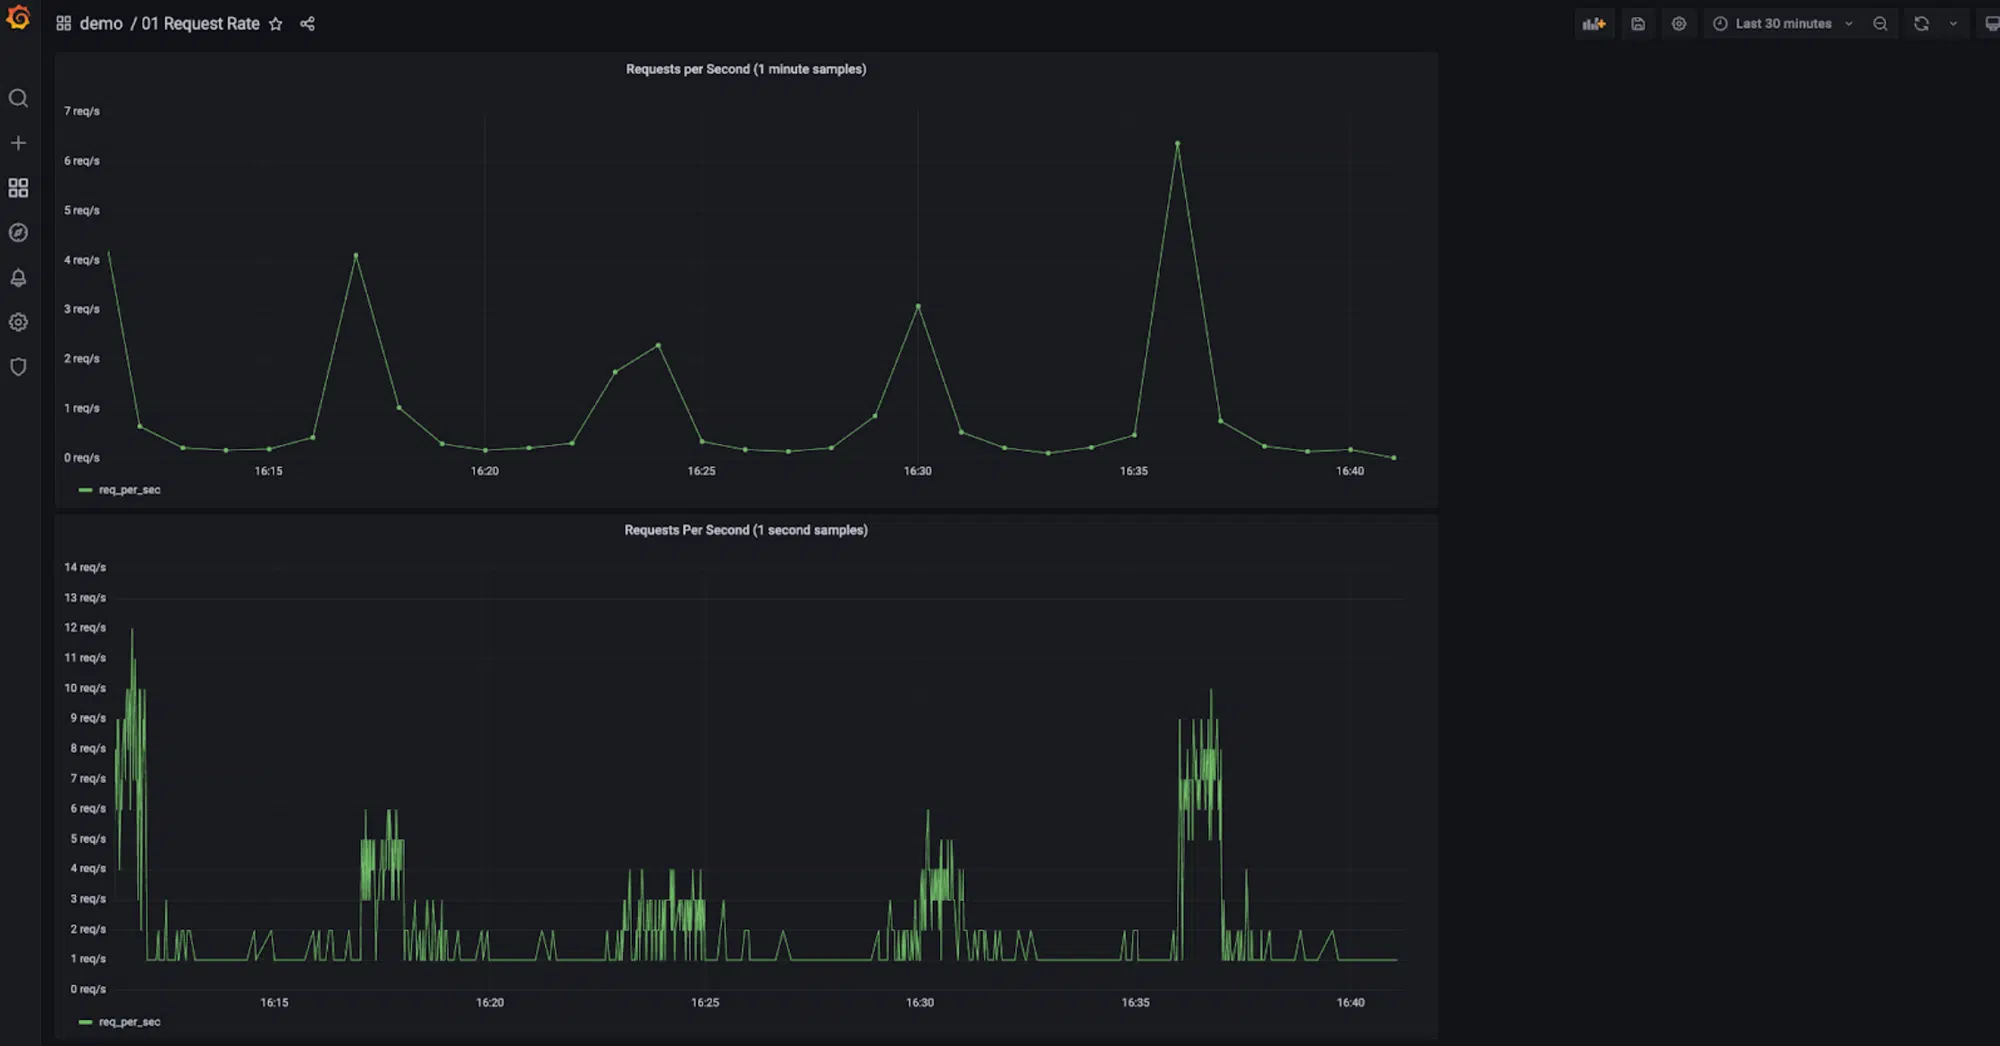 demo / 01 Request Rate
Last 30 minutes
Requests per Second (1 minute samples)
7 req/s
6 req/s
5 req/s
4 req/s
3 req/s
2 req/s
1 req/s
0 req/s
16:15 16:20 16:25 16:30 16:35 16:40
req_per_sec
Requests Per Second (1 second samples)
14 req/s
13 req/s
12 req/s
11 req/s
10 req/s
9 req/s
8 req/s
7 req/s
6 req/s
5 req/s
4 req/s
3 req/s
2 req/s
1 req/s
0 req/s
16:15 16:20 16:25 16:30 16:35 16:40
req_per_sec